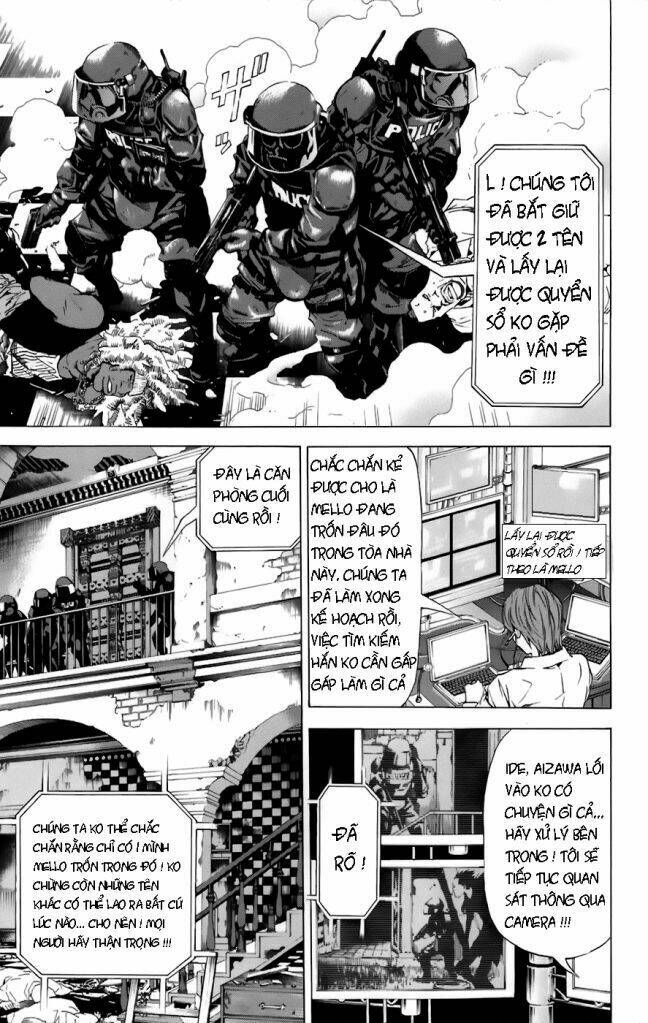 ザッ
POLICE
POLICE
POLICE
L ! CHÚNG TÔI
ĐÃ BẮT GIỮ
ĐƯỢC 2 TÊN
VÀ LẤY LẠI
ĐƯỢC QUYỂN
SỔ KO GẶP
PHẢI VẤN ĐỀ
GÌ !!!
ĐÂY LÀ CĂN
PHÒNG CUỐI
CÙNG RỒI !
CHẮC CHẮN KẺ
ĐƯỢC CHO LÀ
MELLO ĐANG
TRỐN ĐÂU ĐÓ
TRONG TÒA NHÀ
NÀY. CHÚNG TA
ĐÃ LÀM XONG
KẾ HOẠCH RỒI,
VIỆC TÌM KIẾM
HẮN KO CẦN GẤP
GÁP LÀM GÌ CẢ
LẤY LẠI ĐƯỢC
QUYỂN SỔ RỒI ! TIẾP
THEO LÀ MELLO
IDE, AIZAWA LỐI
VÀO KO CÓ
CHUYỆN GÌ CẢ...
HÃY XỬ LÝ BÊN
TRONG ! TÔI SẼ
TIẾP TỤC QUAN
SÁT THÔNG QUA
CAMERA !!!
ĐÃ
RÕ !
CHÚNG TA KO THỂ CHẮC
CHẮN RẰNG CHỈ CÓ 1 MÌNH
MELLO TRỐN TRONG ĐÓ ! KO
CHỪNG CÒN NHỮNG TÊN
KHÁC CÓ THỂ LAO RA BẤT CỨ
LÚC NÀO... CHO NÊN ! MỌI
NGƯỜI HÃY THẬN TRỌNG !!!